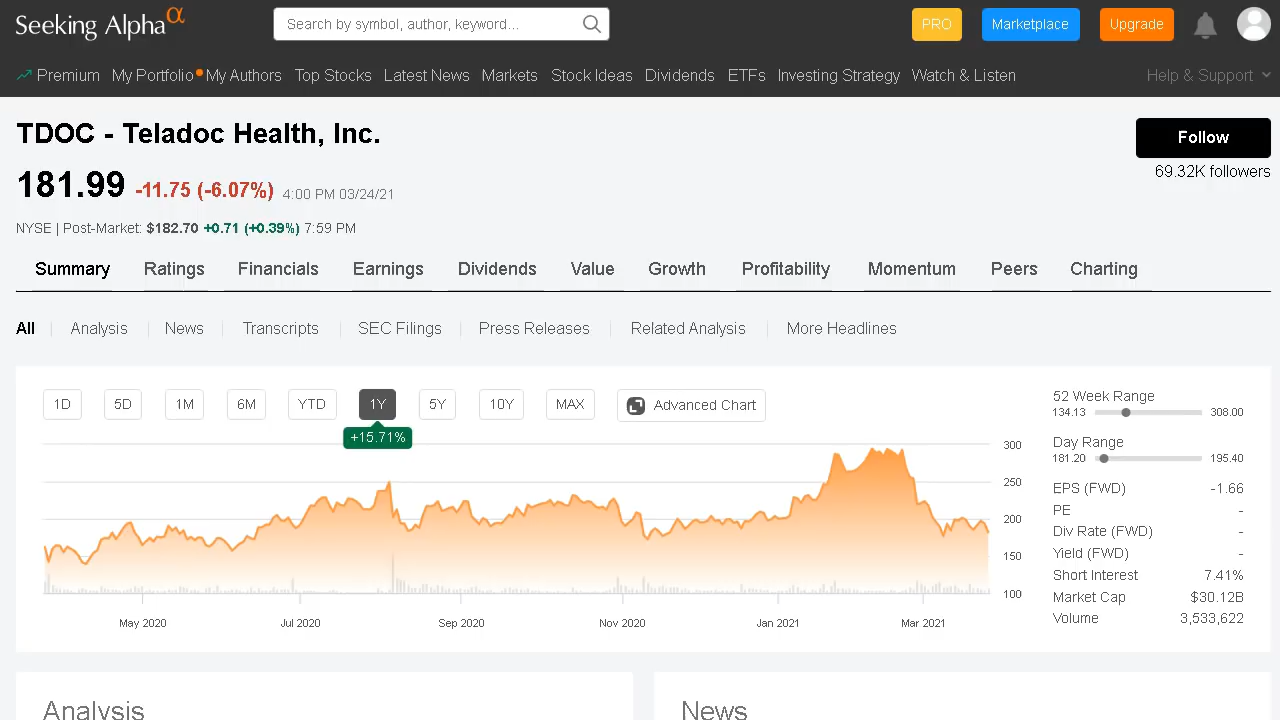 Seeking Alpha α
Search by symbol, author, keyword...
PRO
Marketplace
Upgrade
Premium My Portfolio My Authors Top Stocks Latest News Markets Stock Ideas Dividends ETFs Investing Strategy Watch & Listen Help & Support
TDOC - Teladoc Health, Inc.
Follow
181.99 -11.75 (-6.07%) 4:00 PM 03/24/21
69.32K followers
NYSE | Post-Market: $182.70 +0.71 (+0.39%) 7:59 PM
Summary Ratings Financials Earnings Dividends Value Growth Profitability Momentum Peers Charting
All Analysis News Transcripts SEC Filings Press Releases Related Analysis More Headlines
1D 5D 1M 6M YTD 1Y 5Y 10Y MAX Advanced Chart
+15.71%
300
250
200
150
100
May 2020 Jul 2020 Sep 2020 Nov 2020 Jan 2021 Mar 2021
52 Week Range
134.13 308.00
Day Range
181.20 195.40
EPS (FWD) -1.66
PE -
Div Rate (FWD) -
Yield (FWD) -
Short Interest 7.41%
Market Cap $30.12B
Volume 3,533,622
Analysis
News